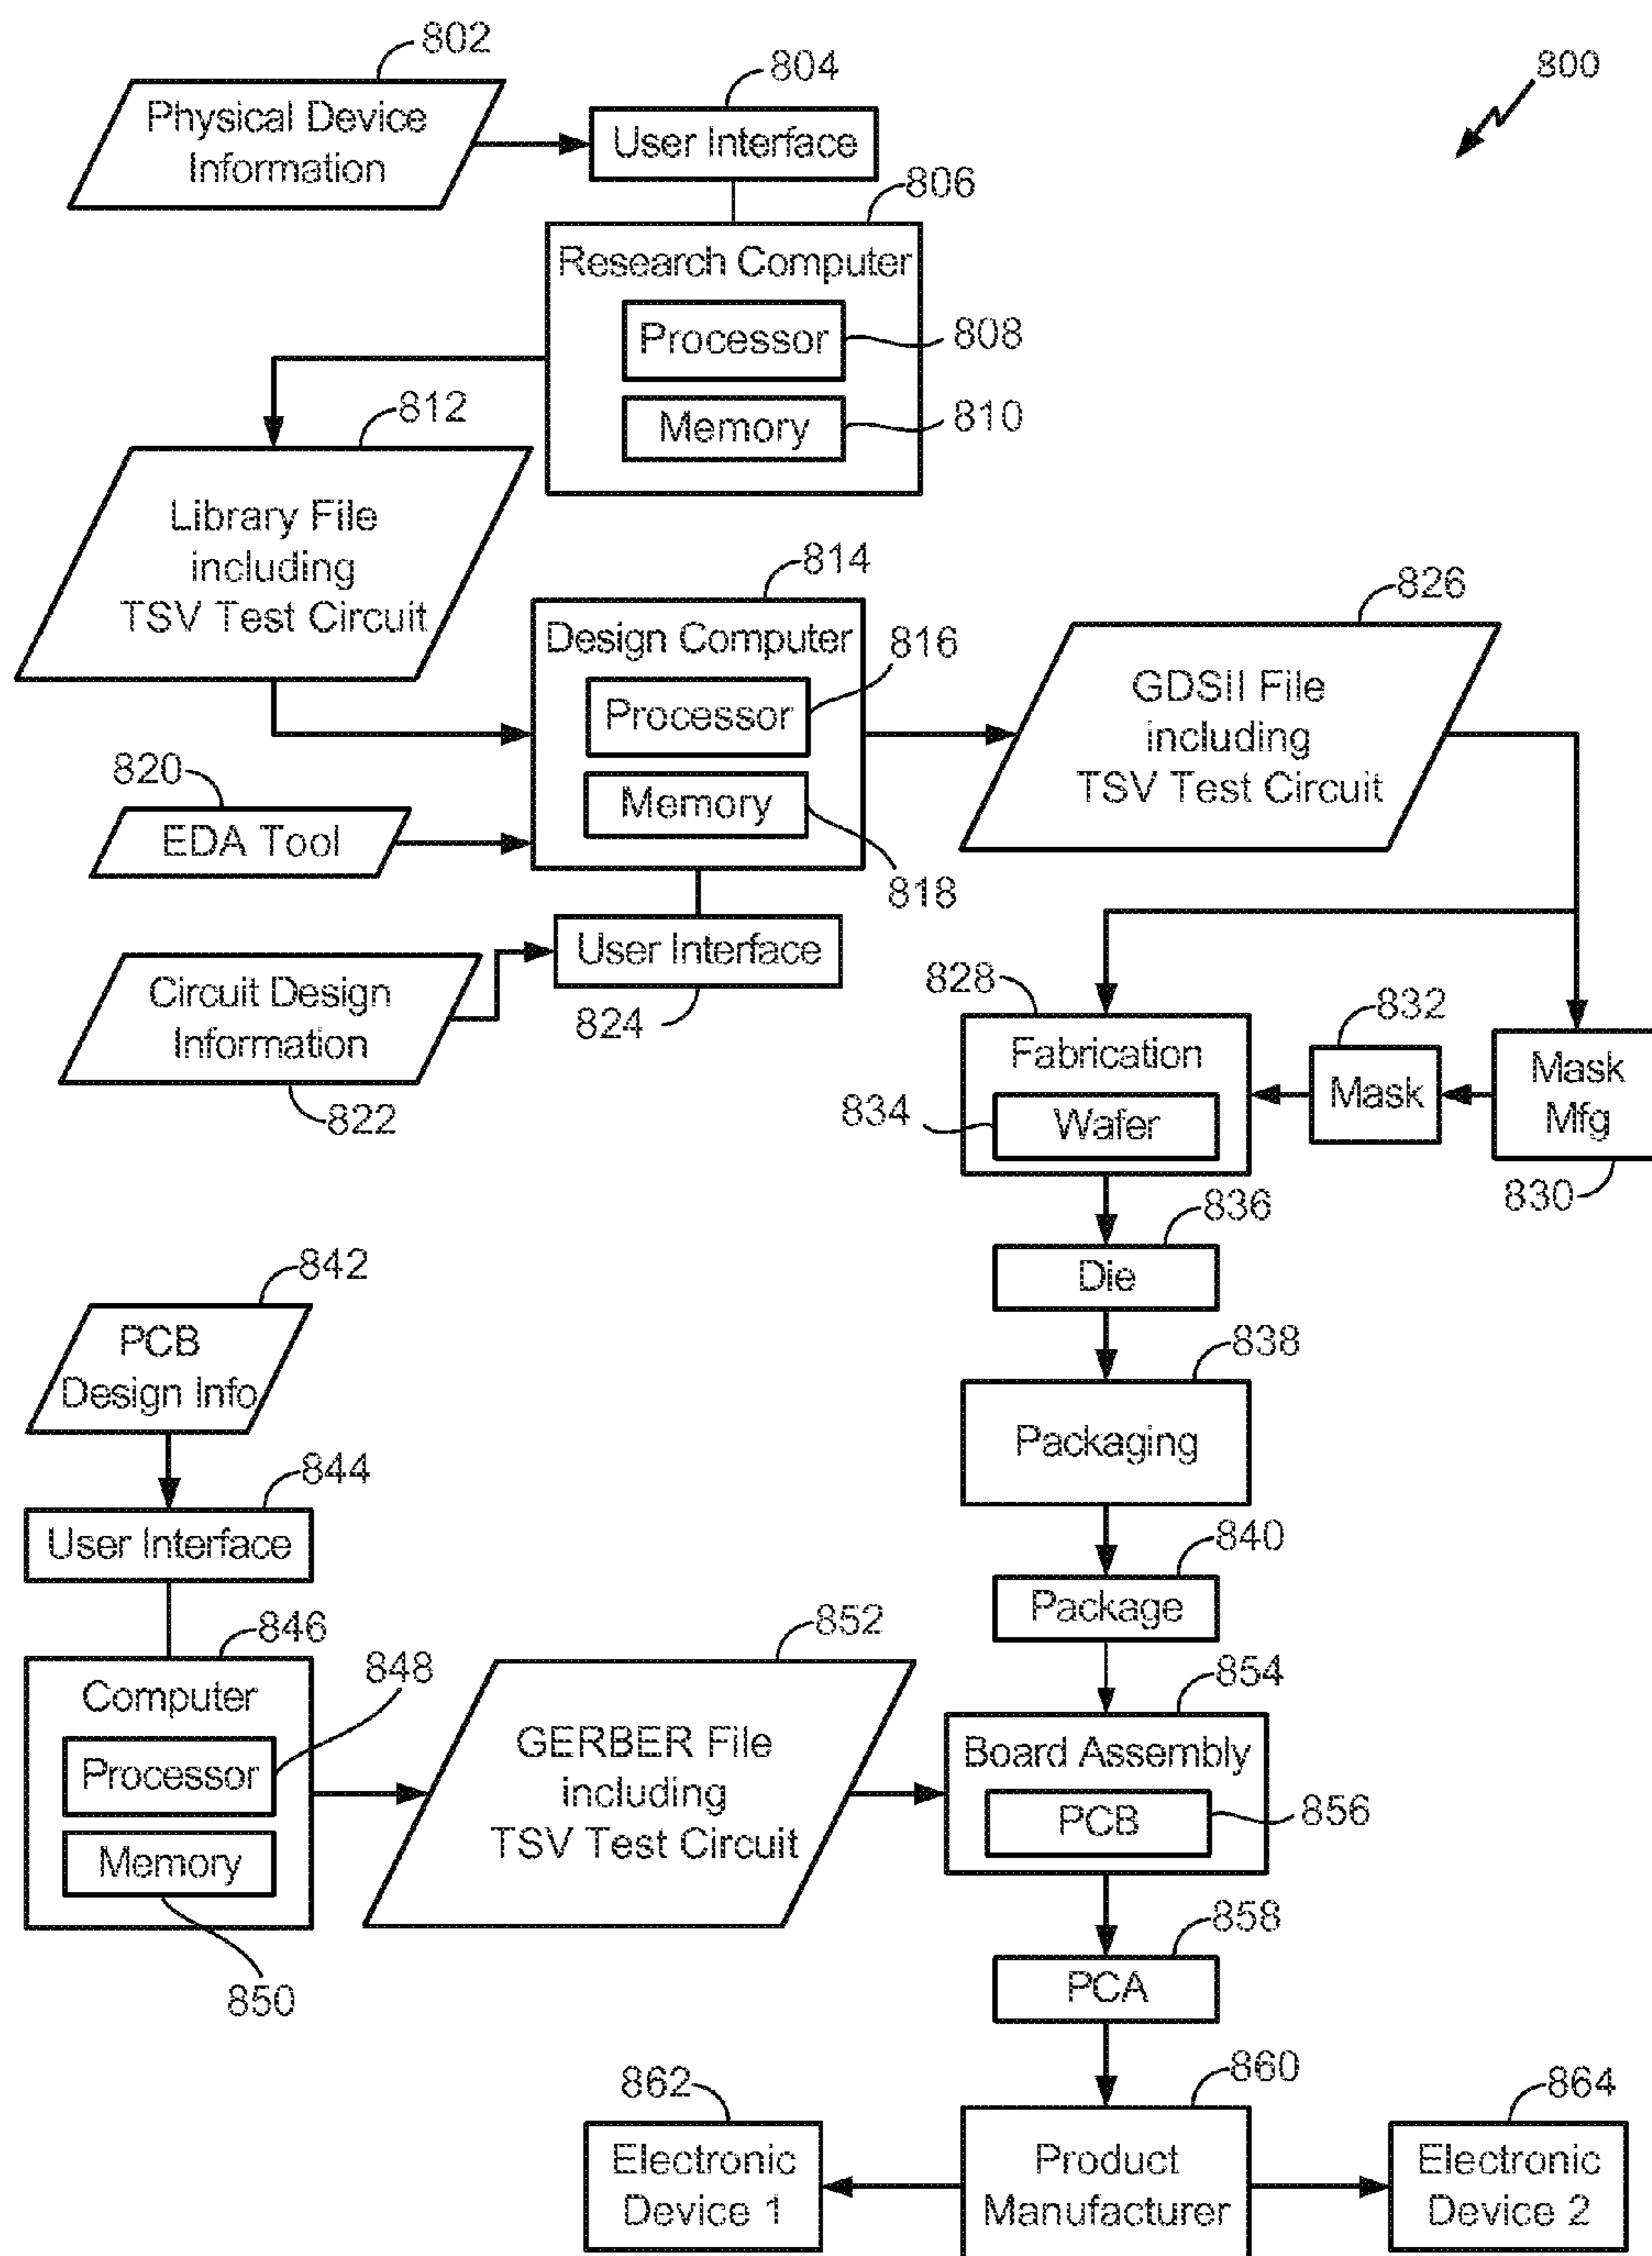 802
804
800
Physical Device
Information
User Interface
806
Research Computer
Processor
808
812
Memory
810
Library File
including
TSV Test Circuit
814
826
Design Computer
816
Processor
GDSII File
including
TSV Test Circuit
820
Memory
EDA Tool
818
User Interface
824
Circuit Design
Information
822
828
832
Fabrication
Mask
Mask
Mfg
834
Wafer
830
836
Die
842
PCB
Design Info
838
Packaging
844
User Interface
840
Package
846
848
852
854
Computer
Processor
Memory
850
GERBER File
including
TSV Test Circuit
Board Assembly
PCB
856
858
PCA
862
860
864
Electronic
Device 1
Product
Manufacturer
Electronic
Device 2